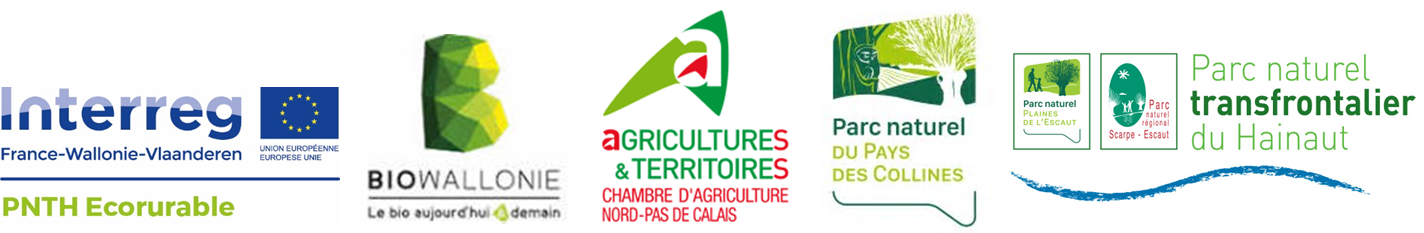 Interreg
France-Wallonie-Vlaanderen
UNION EUROPÉENNE
EUROPESE UNIE
PNTH Ecorurable
BIOWALLONIE
Le bio aujourd'hui & demain
a
AGRICULTURES
& TERRITOIRES
CHAMBRE D'AGRICULTURE
NORD-PAS DE CALAIS
Parc naturel
DU PAYS
DES COLLINES
Parc naturel
PLAINES
DE L'ESCAUT
Parc
naturel
régional
Scarpe - Escaut
Parc naturel
transfrontalier
du Hainaut